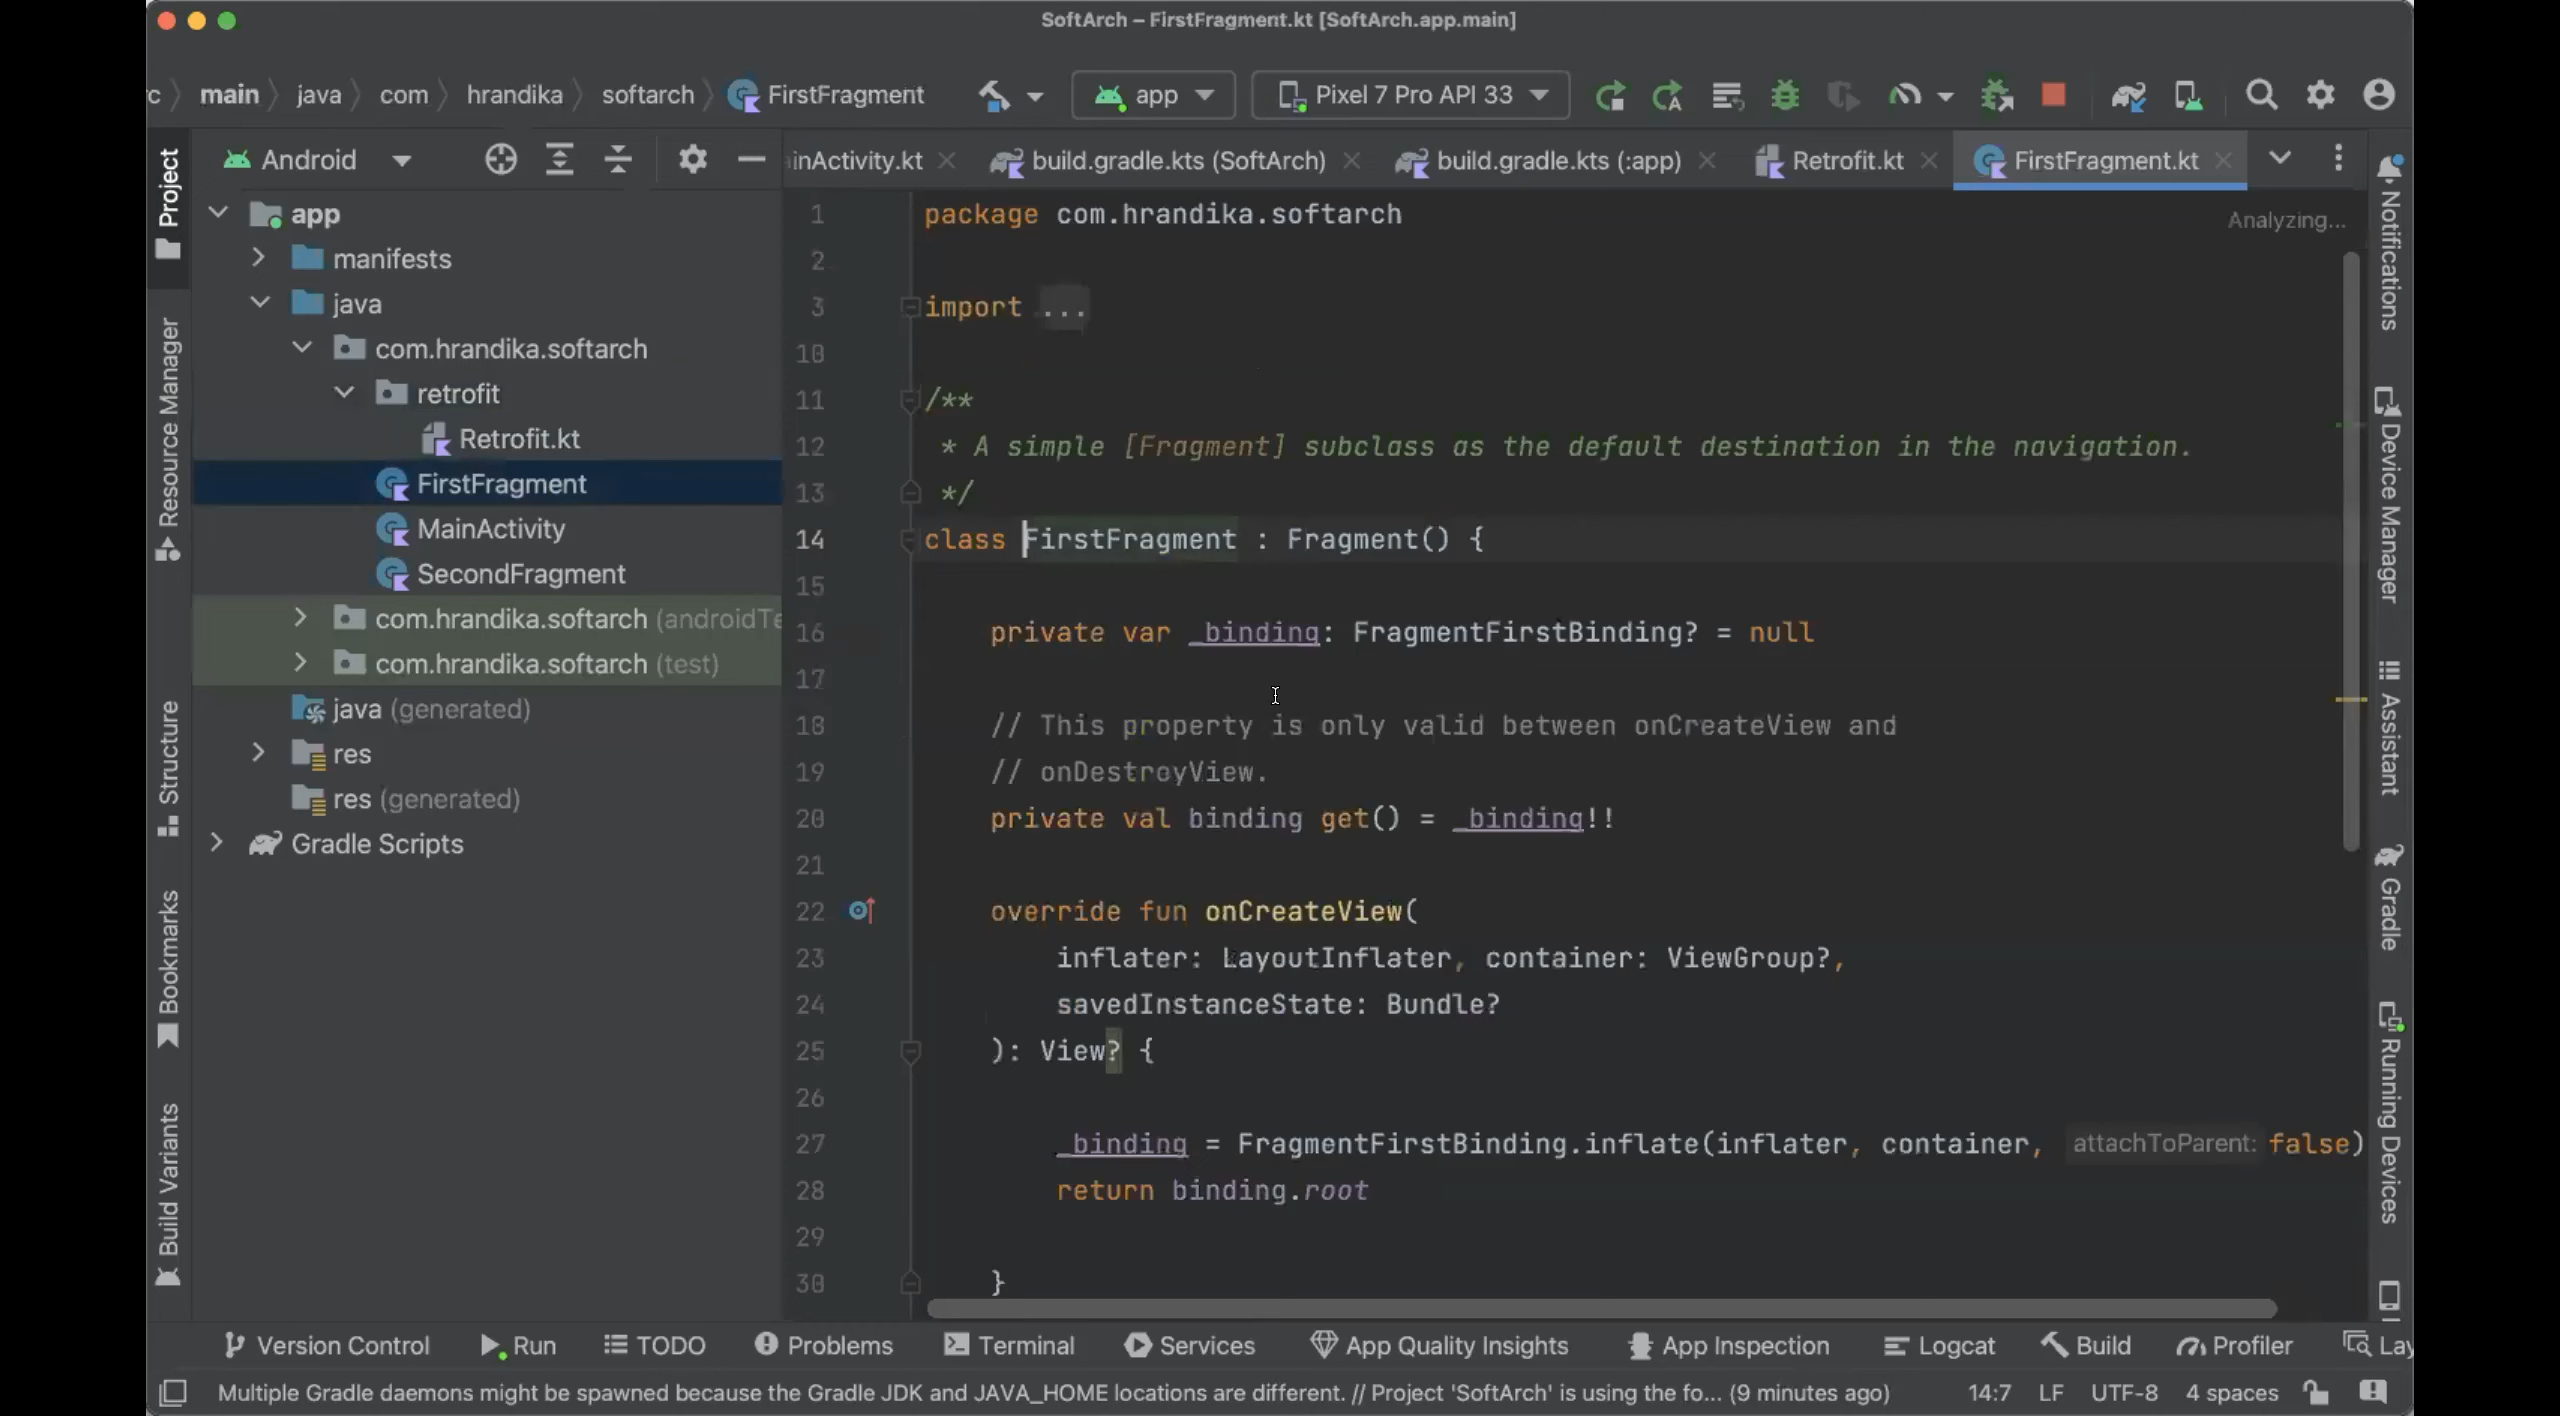 SoftArch – FirstFragment.kt [SoftArch.app.main]
c main java com hrandika softarch FirstFragment app Pixel 7 Pro API 33
Project
Android
inActivity.kt build.gradle.kts (SoftArch) build.gradle.kts (:app) Retrofit.kt FirstFragment.kt
Analyzing...
app
manifests
java
com.hrandika.softarch
retrofit
Retrofit.kt
FirstFragment
MainActivity
SecondFragment
com.hrandika.softarch (androidTe
com.hrandika.softarch (test)
java (generated)
res
res (generated)
Gradle Scripts
Resource Manager
Structure
Bookmarks
Build Variants
1 package com.hrandika.softarch
2
3 import ...
10
11 /**
12 * A simple [Fragment] subclass as the default destination in the navigation.
13 */
14 class FirstFragment : Fragment() {
15
16 private var _binding: FragmentFirstBinding? = null
17
18 // This property is only valid between onCreateView and
19 // onDestroyView.
20 private val binding get() = _binding!!
21
22 override fun onCreateView(
23 inflater: LayoutInflater, container: ViewGroup?,
24 savedInstanceState: Bundle?
25 ): View? {
26
27 _binding = FragmentFirstBinding.inflate(inflater, container, attachToParent: false)
28 return binding.root
29
30 }
Notifications
Device Manager
Assistant
Gradle
Running Devices
Version Control Run TODO Problems Terminal Services App Quality Insights App Inspection Logcat Build Profiler Lay
Multiple Gradle daemons might be spawned because the Gradle JDK and JAVA_HOME locations are different. // Project 'SoftArch' is using the fo... (9 minutes ago) 14:7 LF UTF-8 4 spaces